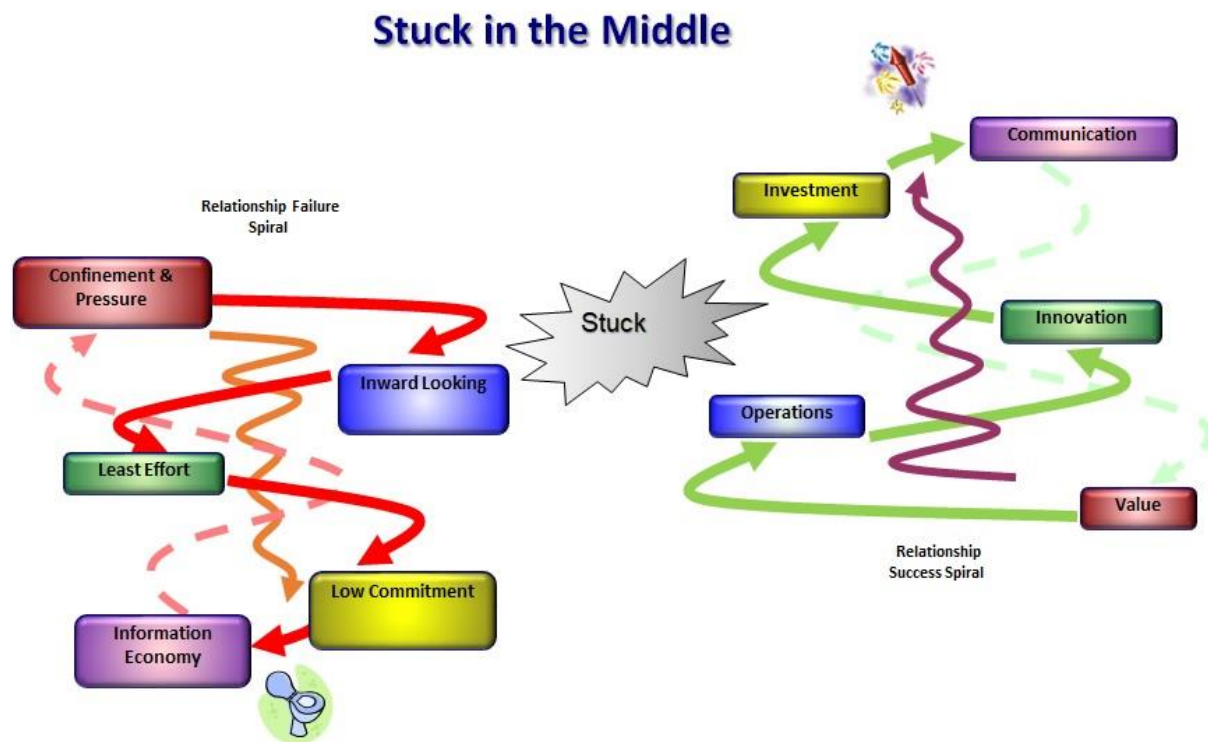 Stuck in the Middle
Relationship Failure
Spiral
Confinement &
Pressure
Inward Looking
Least Effort
Low Commitment
Information
Economy
Stuck
Communication
Investment
Innovation
Operations
Value
Relationship
Success Spiral